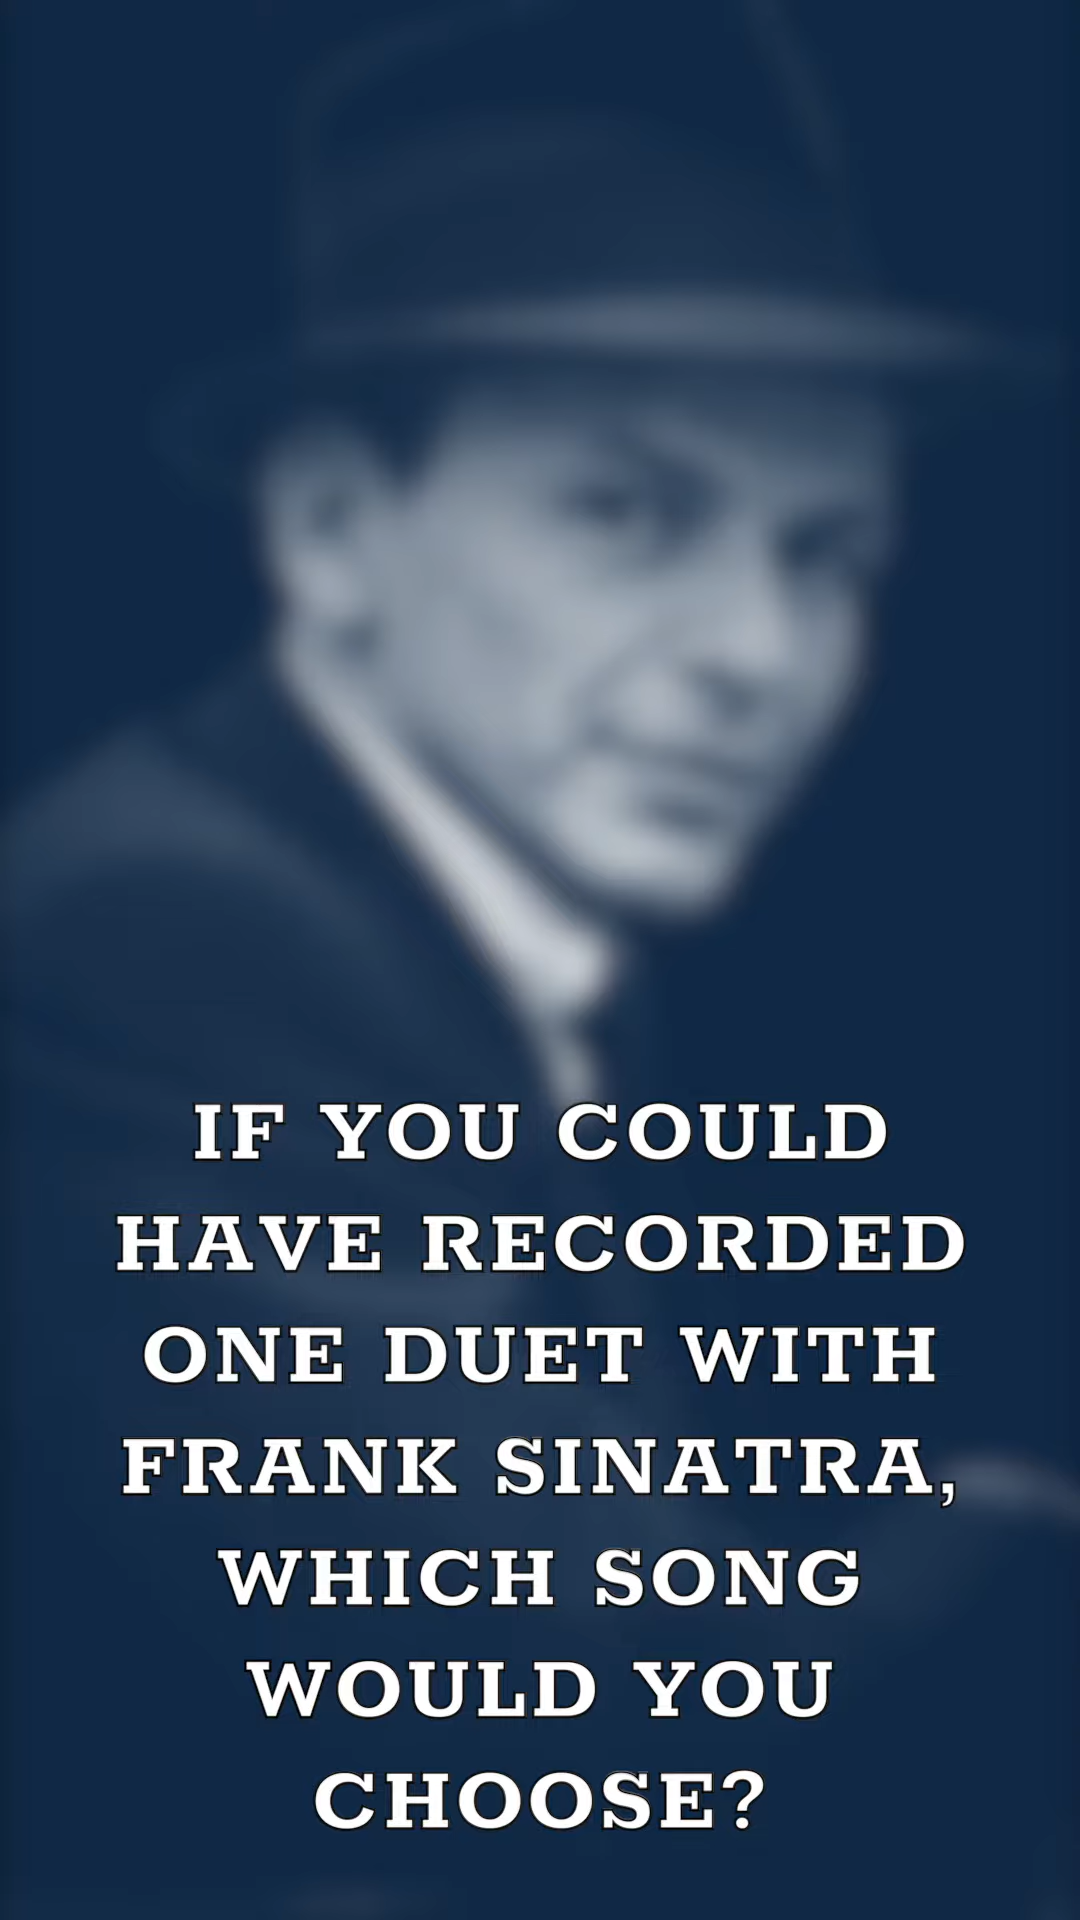 IF YOU COULD
HAVE RECORDED
ONE DUET WITH
FRANK SINATRA,
WHICH SONG
WOULD YOU
CHOOSE?